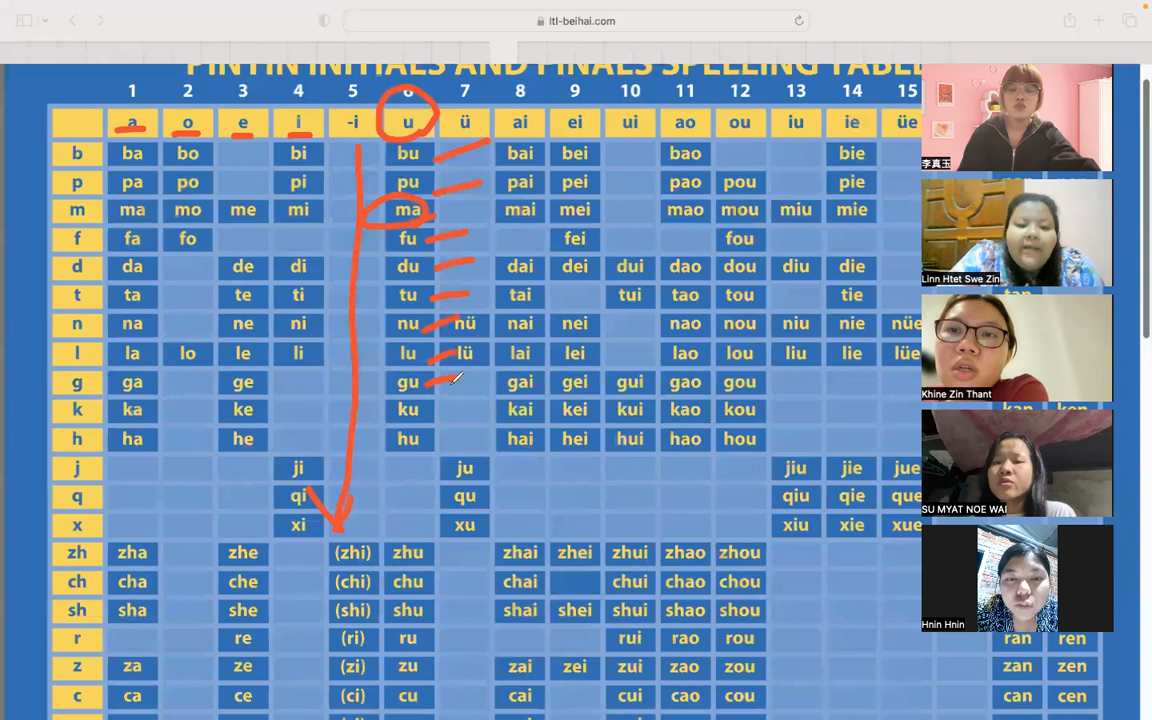 ltl-beihai.com
PINYIN INITIALS AND FINALS SPELLING TABLE
1 2 3 4 5 6 7 8 9 10 11 12 13 14 15
a o e i -i u ü ai ei ui ao ou iu ie üe
b ba bo bi bu bai bei bao bie
p pa po pi pu pai pei pao pou pie
m ma mo me mi ma mai mei mao mou miu mie
f fa fo fu fei fou
d da de di du dai dei dui dao dou diu die
t ta te ti tu tai tui tao tou tie
n na ne ni nu nü nai nei nao nou niu nie nüe
l la lo le li lu lü lai lei lao lou liu lie lüe
g ga ge gu gai gei gui gao gou
k ka ke ku kai kei kui kao kou kan ken
h ha he hu hai hei hui hao hou
j ji ju jiu jie jue
q qi qu qiu qie que
x xi xu xiu xie xue
zh zha zhe (zhi) zhu zhai zhei zhui zhao zhou
ch cha che (chi) chu chai chui chao chou
sh sha she (shi) shu shai shei shui shao shou
r re (ri) ru rui rao rou ran ren
z za ze (zi) zu zai zei zui zao zou zan zen
c ca ce (ci) cu cai cui cao cou can cen
李真玉
Linn Htet Swe Zin
Khine Zin Thant
SU MYAT NOE WAI
Hnin Hnin